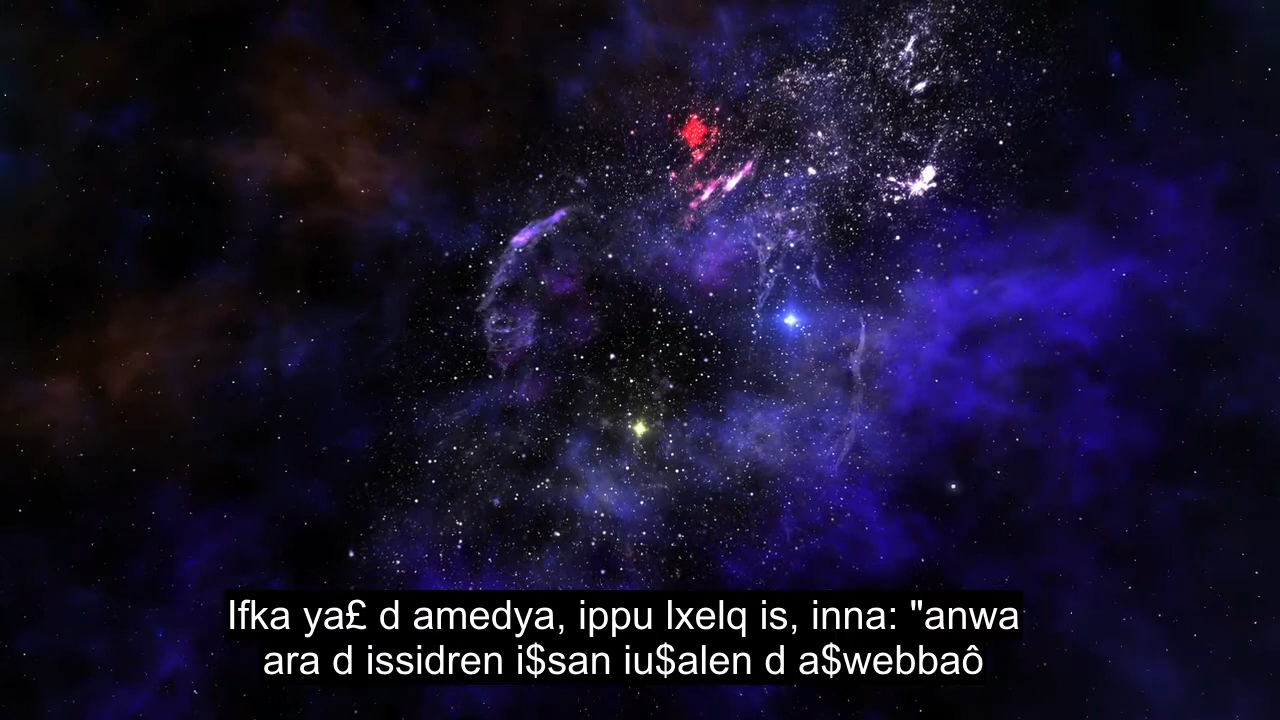 Ifka ya£ d amedya, ippu lxelq is, inna: "anwa
ara d issidren i$san iu$alen d a$webbaô